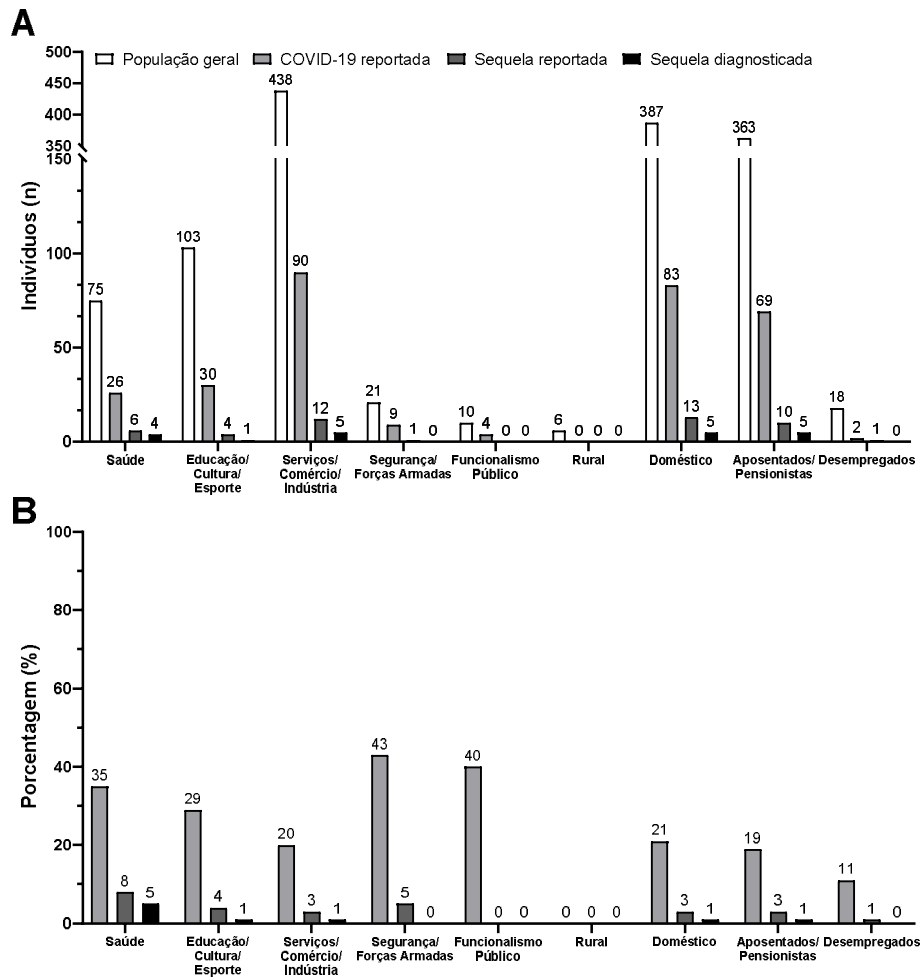 A
500
População geral COVID-19 reportada Sequela reportada Sequela diagnosticada
450
438
400
387
363
350
150
Indivíduos (n)
103
100
90
83
75
69
50
26 6 4
30 4 1
12 5
21 9 1 0
10 4 0 0
6 0 0 0
13 5
10 5
18 2 1 0
0
Saúde
Educação/
Cultura/
Esporte
Serviços/
Comércio/
Indústria
Segurança/
Forças Armadas
Funcionalismo
Público
Rural
Doméstico
Aposentados/
Pensionistas
Desempregados
B
100
80
60
40
20
0
Porcentagem (%)
35 8 5
29 4 1
20 3 1
43 5 0
40 0 0
0 0 0
21 3 1
19 3 1
11 1 0
Saúde
Educação/
Cultura/
Esporte
Serviços/
Comércio/
Indústria
Segurança/
Forças Armadas
Funcionalismo
Público
Rural
Doméstico
Aposentados/
Pensionistas
Desempregados